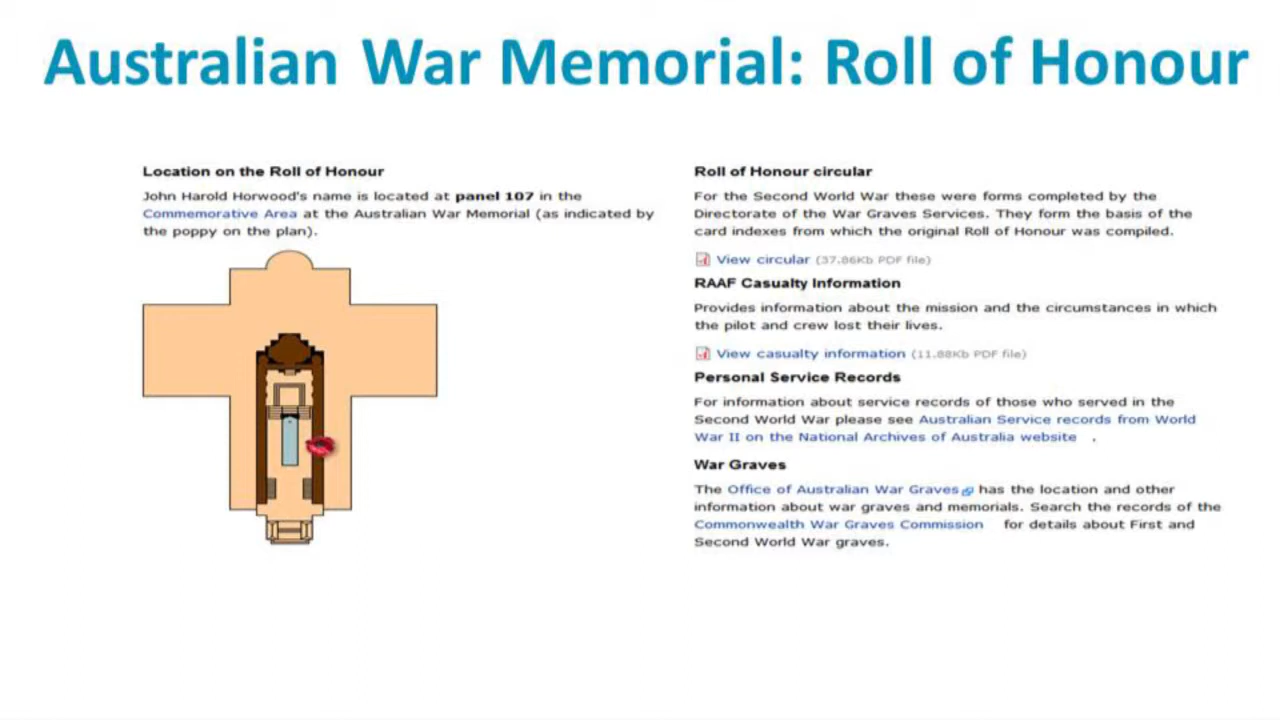 Australian War Memorial: Roll of Honour
Location on the Roll of Honour
John Harold Horwood's name is located at panel 107 in the
Commemorative Area at the Australian War Memorial (as indicated by
the poppy on the plan).
Roll of Honour circular
For the Second World War these were forms completed by the
Directorate of the War Graves Services. They form the basis of the
card indexes from which the original Roll of Honour was compiled.
View circular (37.86Kb PDF file)
RAAF Casualty Information
Provides information about the mission and the circumstances in which
the pilot and crew lost their lives.
View casualty information (11.88Kb PDF file)
Personal Service Records
For information about service records of those who served in the
Second World War please see Australian Service records from World
War II on the National Archives of Australia website .
War Graves
The Office of Australian War Graves has the location and other
information about war graves and memorials. Search the records of the
Commonwealth War Graves Commission for details about First and
Second World War graves.